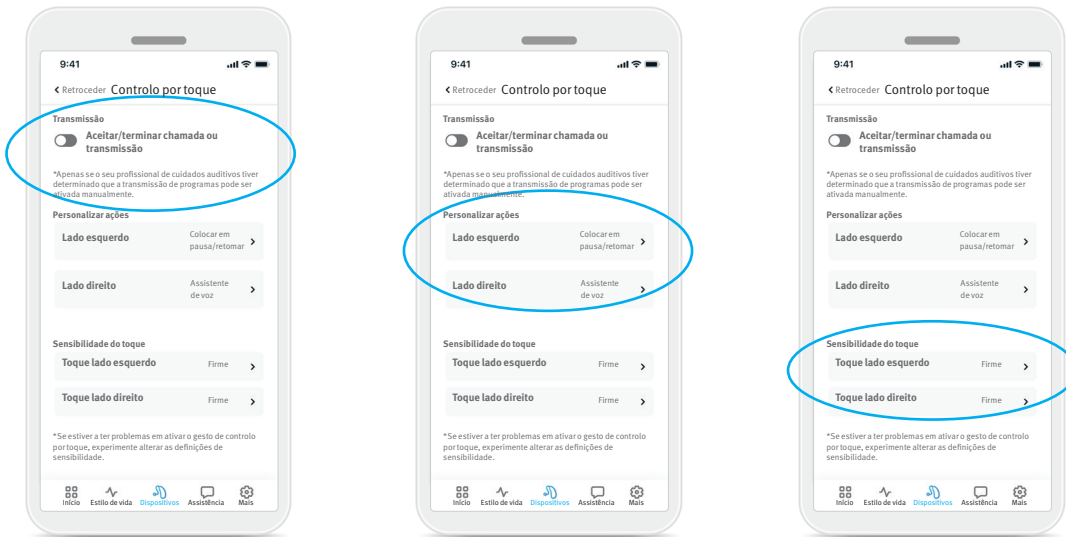 9:41
Retroceder Controlo por toque
Transmissão
Aceitar/terminar chamada ou
transmissão
*Apenas se o seu profissional de cuidados auditivos tiver
determinado que a transmissão de programas pode ser
ativada manualmente.
Personalizar ações
Lado esquerdo Colocar em
pausa/retomar
Lado direito Assistente
de voz
Sensibilidade do toque
Toque lado esquerdo Firme
Toque lado direito Firme
*Se estiver a ter problemas em ativar o gesto de controlo
por toque, experimente alterar as definições de
sensibilidade.
Início Estilo de vida Dispositivos Assistência Mais
9:41
Retroceder Controlo por toque
Transmissão
Aceitar/terminar chamada ou
transmissão
*Apenas se o seu profissional de cuidados auditivos tiver
determinado que a transmissão de programas pode ser
ativada manualmente.
Personalizar ações
Lado esquerdo Colocar em
pausa/retomar
Lado direito Assistente
de voz
Sensibilidade do toque
Toque lado esquerdo Firme
Toque lado direito Firme
*Se estiver a ter problemas em ativar o gesto de controlo
por toque, experimente alterar as definições de
sensibilidade.
Início Estilo de vida Dispositivos Assistência Mais
9:41
Retroceder Controlo por toque
Transmissão
Aceitar/terminar chamada ou
transmissão
*Apenas se o seu profissional de cuidados auditivos tiver
determinado que a transmissão de programas pode ser
ativada manualmente.
Personalizar ações
Lado esquerdo Colocar em
pausa/retomar
Lado direito Assistente
de voz
Sensibilidade do toque
Toque lado esquerdo Firme
Toque lado direito Firme
*Se estiver a ter problemas em ativar o gesto de controlo
por toque, experimente alterar as definições de
sensibilidade.
Início Estilo de vida Dispositivos Assistência Mais